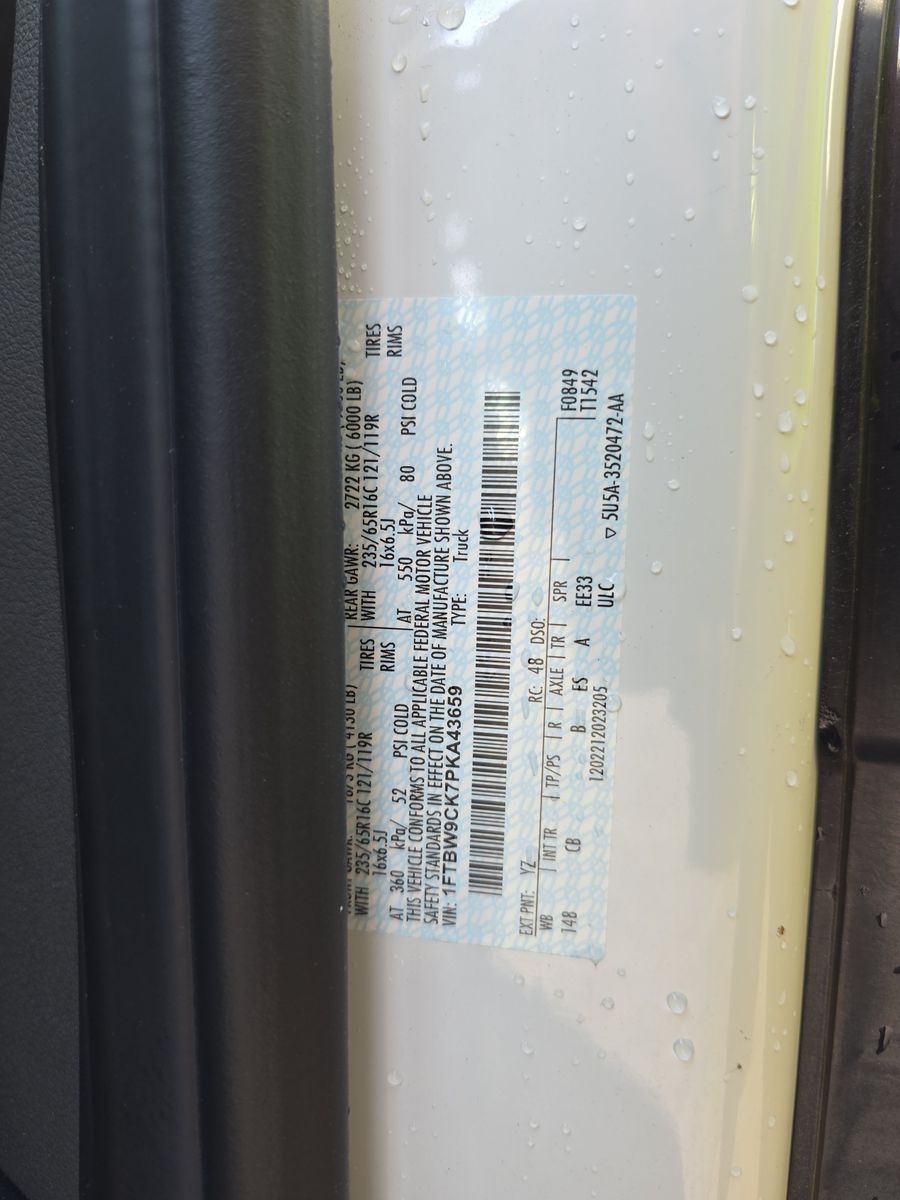 1875 KG ( 4130 LB)
WITH 235/65R16C 121/119R TIRES
16x6.5J RIMS
AT 360 kPa/ 52 PSI COLD
REAR GAWR: 2722 KG ( 6000 LB)
WITH 235/65R16C 121/119R TIRES
16x6.5J RIMS
AT 550 kPa/ 80 PSI COLD
THIS VEHICLE CONFORMS TO ALL APPLICABLE FEDERAL MOTOR VEHICLE
SAFETY STANDARDS IN EFFECT ON THE DATE OF MANUFACTURE SHOWN ABOVE.
VIN: 1FTBW9CK7PKA43659 TYPE: Truck
EXT PNT: YZ RC: 48 DSO:
WB INT TR TP/PS R AXLE TR SPR F0849
148 CB B ES A EE33 T1542
ULC
1202212023205 ▽ 5U5A-3520472-AA